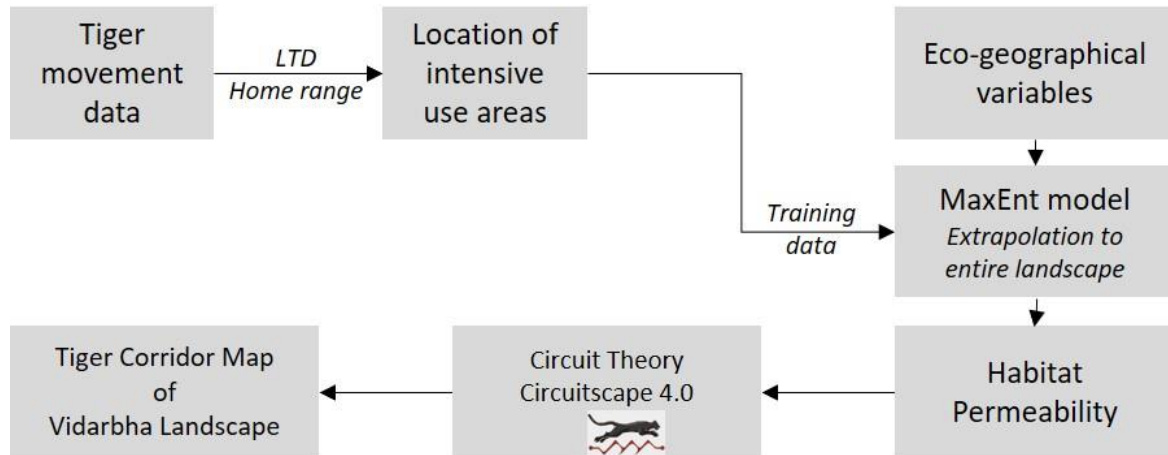 Tiger
movement
data
LTD
Home range
Location of
intensive
use areas
Eco-geographical
variables
Training
data
MaxEnt model
Extrapolation to
entire landscape
Habitat
Permeability
Circuit Theory
Circuitscape 4.0
Tiger Corridor Map
of
Vidarbha Landscape